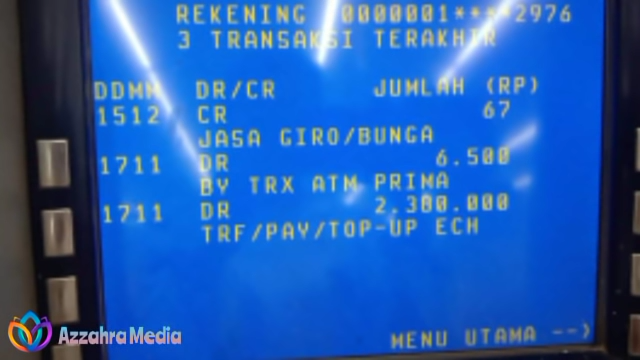 REKENING 0000001****2976
3 TRANSAKSI TERAKHIR
DDMM DR/CR JUMLAH (RP)
1512 CR 67
JASA GIRO/BUNGA
1711 DR 6.500
BY TRX ATM PRIMA
1711 DR 2.300.000
TRF/PAY/TOP-UP ECH
MENU UTAMA -->
Azzahra Media